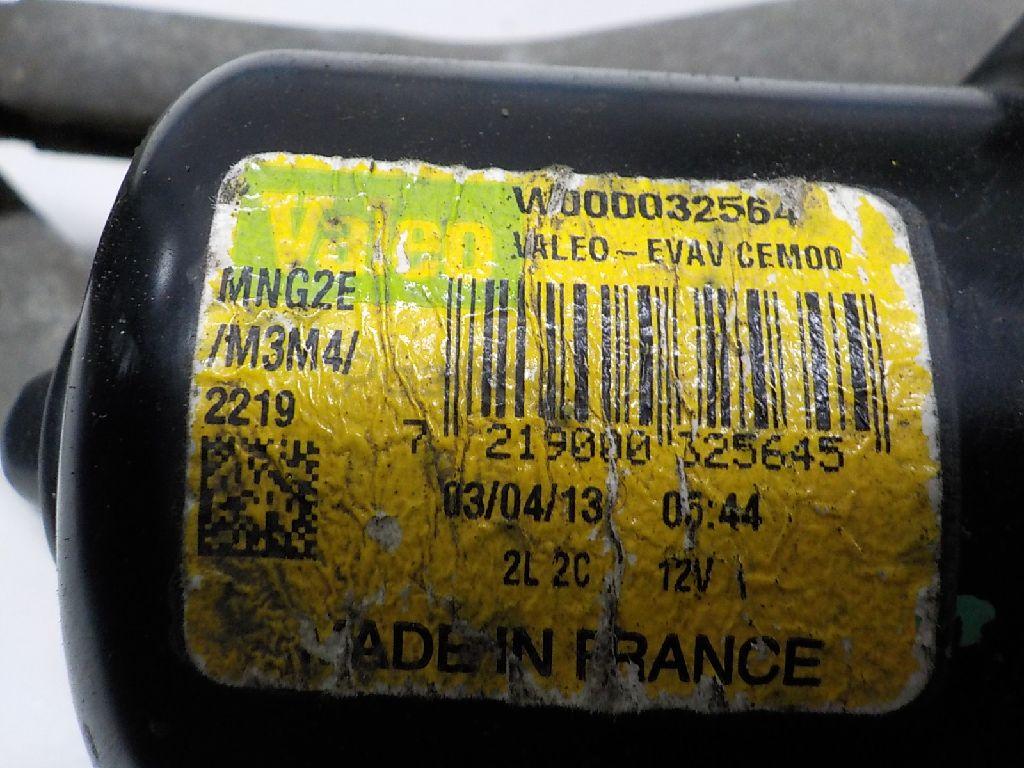 Valeo
W000032564
VALEO - EVAV CEM00
MNG2E
/M3M4/
2219
7 219000 325645
03/04/13 05:44
2L 2C 12V
MADE IN FRANCE